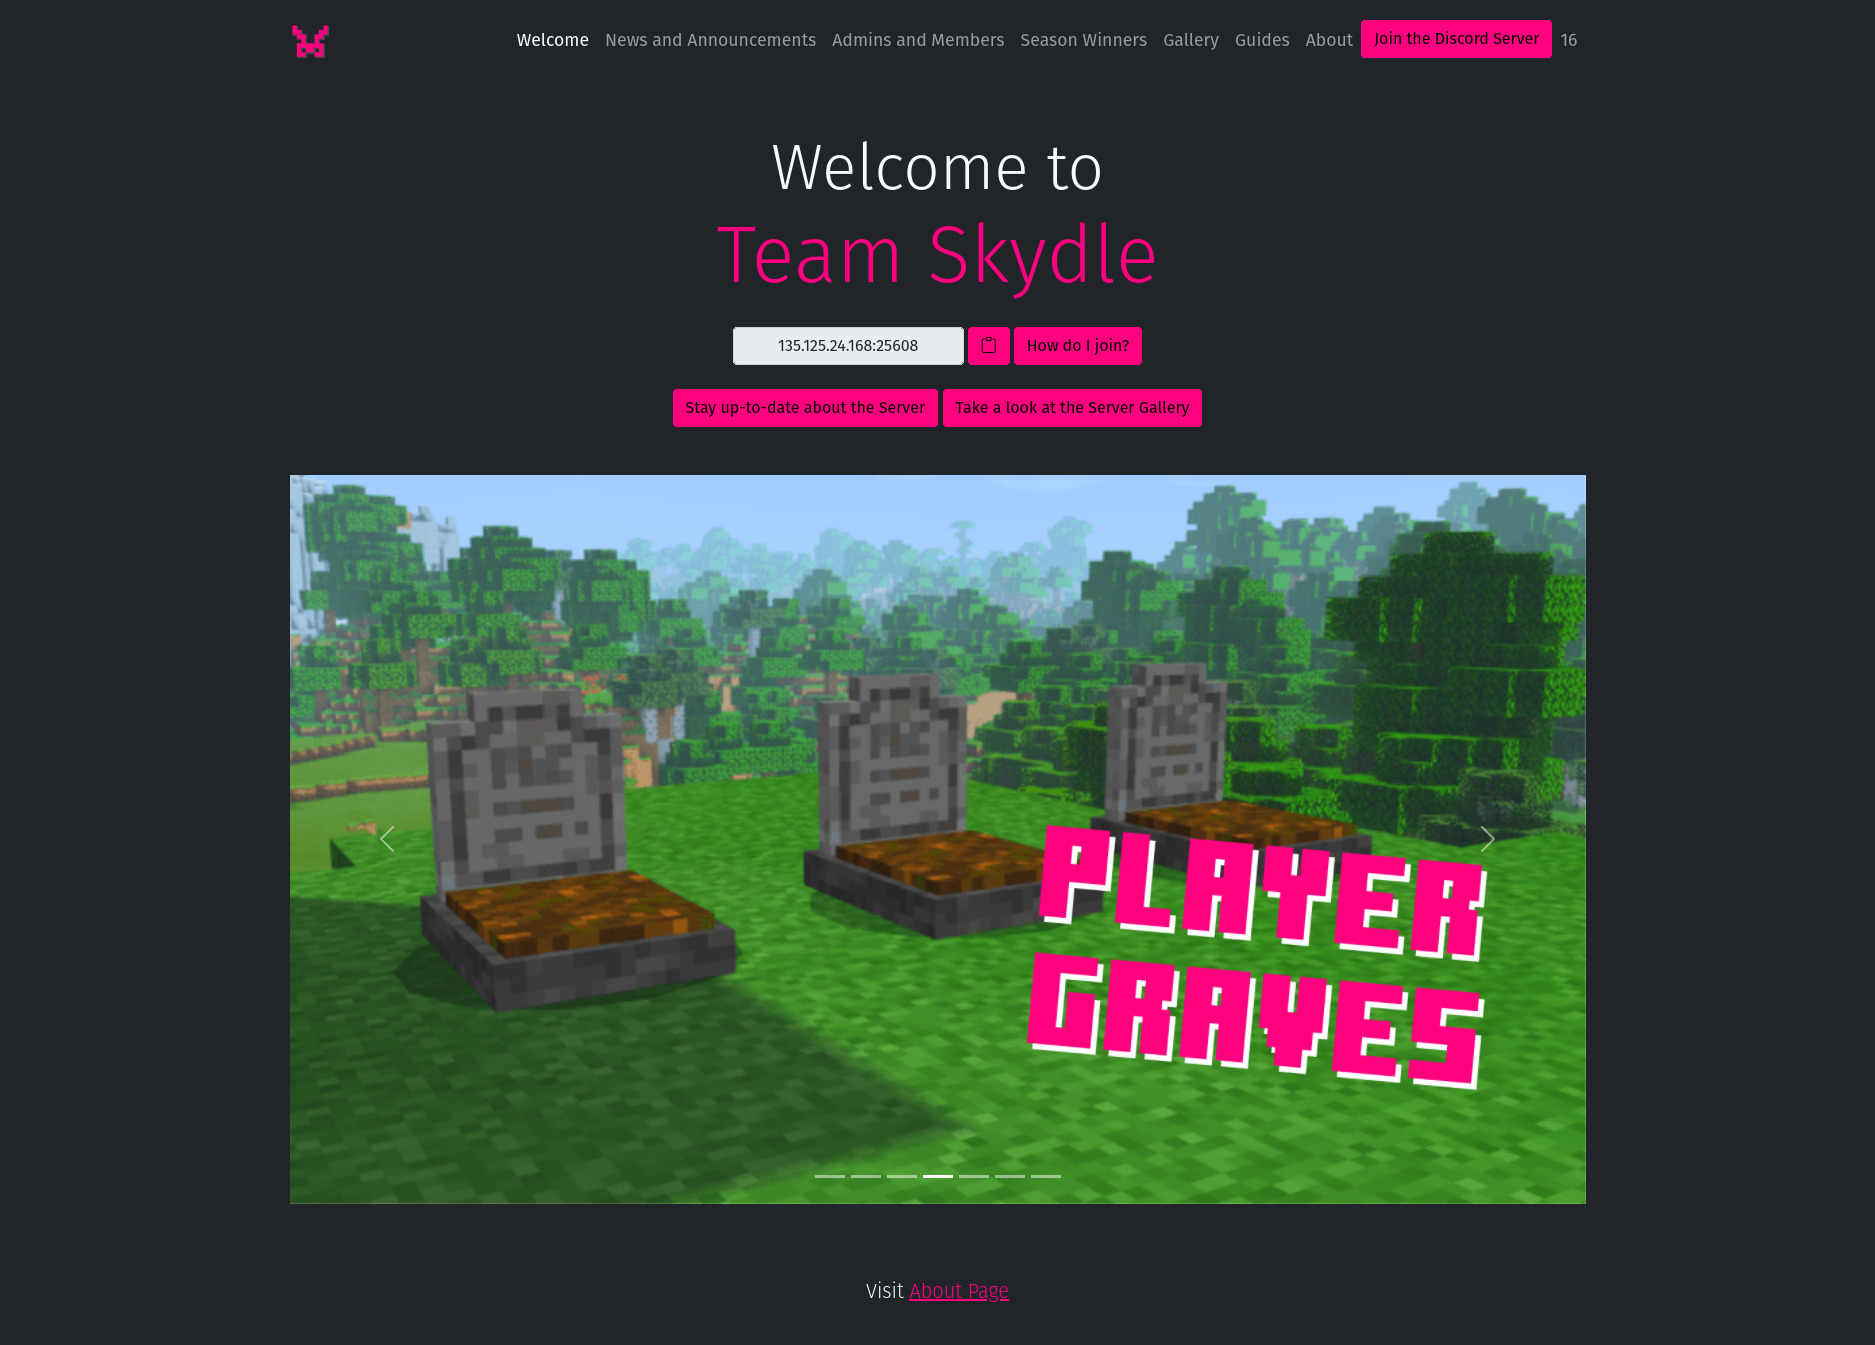 Welcome News and Announcements Admins and Members Season Winners Gallery Guides About Join the Discord Server 16
Welcome to
Team Skydle
135.125.24.168:25608 How do I join?
Stay up-to-date about the Server Take a look at the Server Gallery
PLAYER
GRAVES
Visit About Page